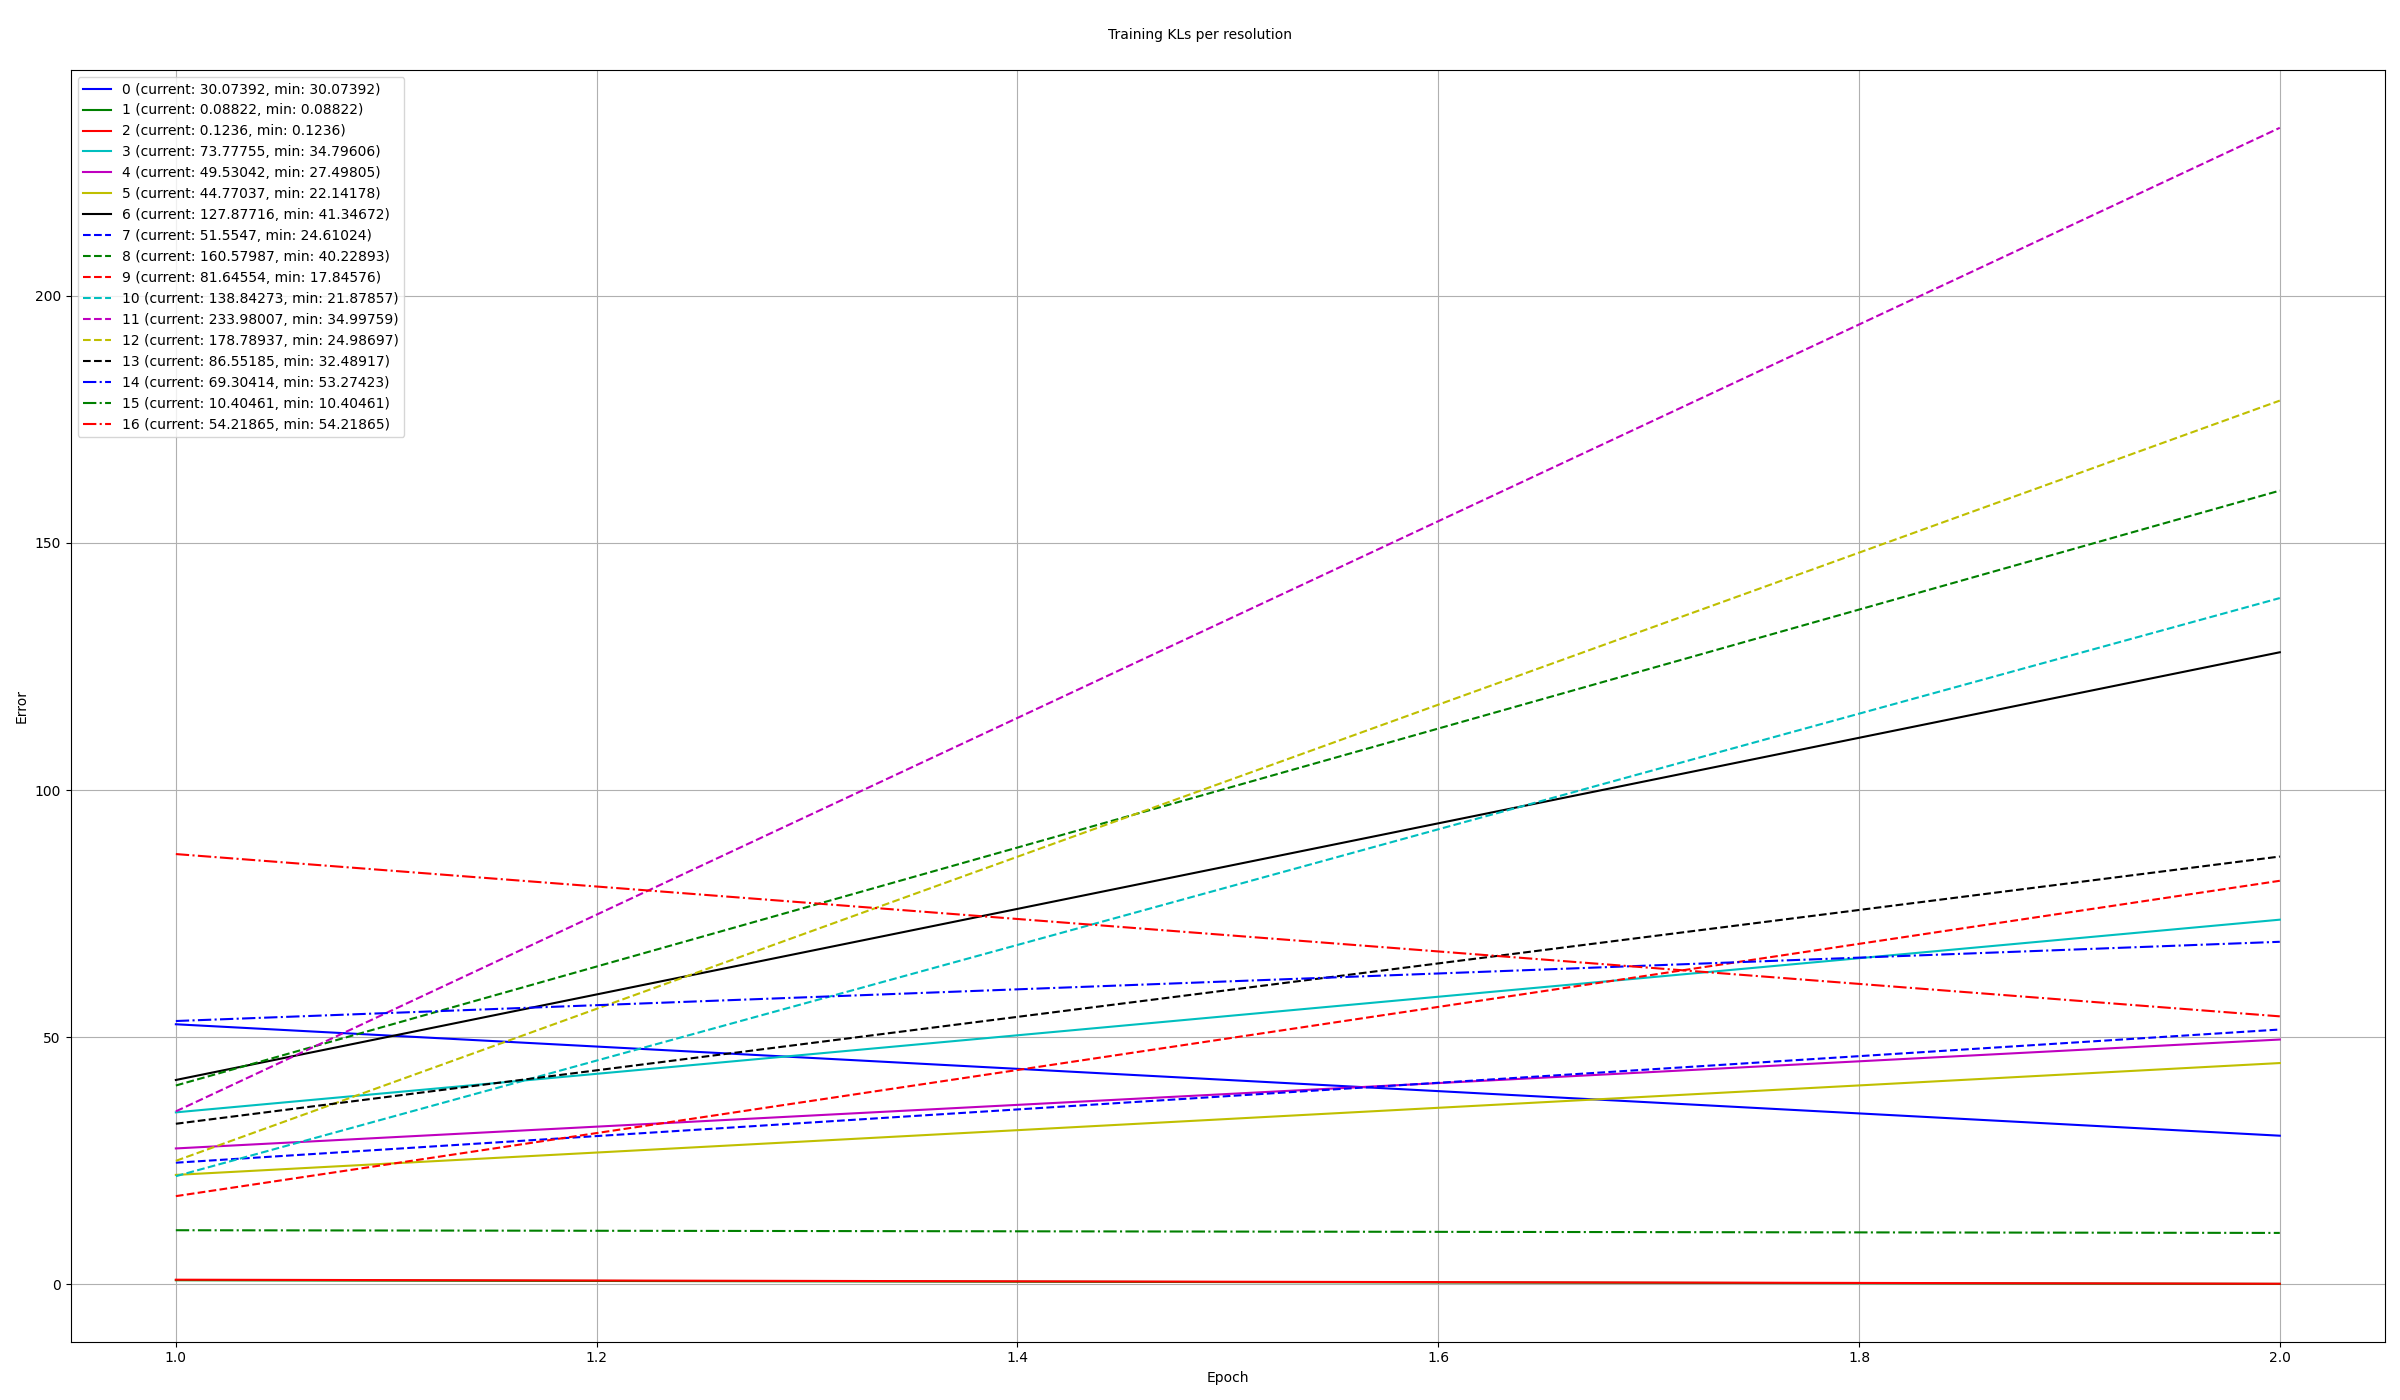 Training KLs per resolution
0 (current: 30.07392, min: 30.07392)
1 (current: 0.08822, min: 0.08822)
2 (current: 0.1236, min: 0.1236)
3 (current: 73.77755, min: 34.79606)
4 (current: 49.53042, min: 27.49805)
5 (current: 44.77037, min: 22.14178)
6 (current: 127.87716, min: 41.34672)
7 (current: 51.5547, min: 24.61024)
8 (current: 160.57987, min: 40.22893)
9 (current: 81.64554, min: 17.84576)
10 (current: 138.84273, min: 21.87857)
11 (current: 233.98007, min: 34.99759)
12 (current: 178.78937, min: 24.98697)
13 (current: 86.55185, min: 32.48917)
14 (current: 69.30414, min: 53.27423)
15 (current: 10.40461, min: 10.40461)
16 (current: 54.21865, min: 54.21865)
200
150
100
50
0
Error
1.0 1.2 1.4 1.6 1.8 2.0
Epoch